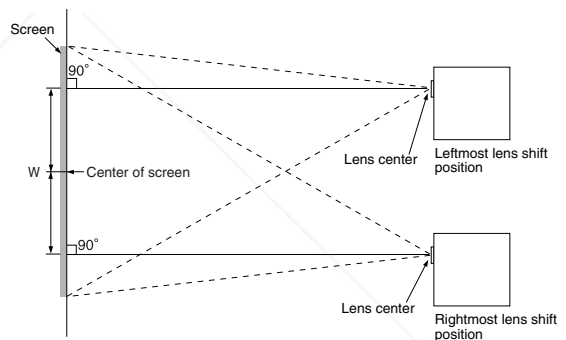 Screen
90°
Lens center
Leftmost lens shift
position
W
Center of screen
90°
Lens center
Rightmost lens shift
position